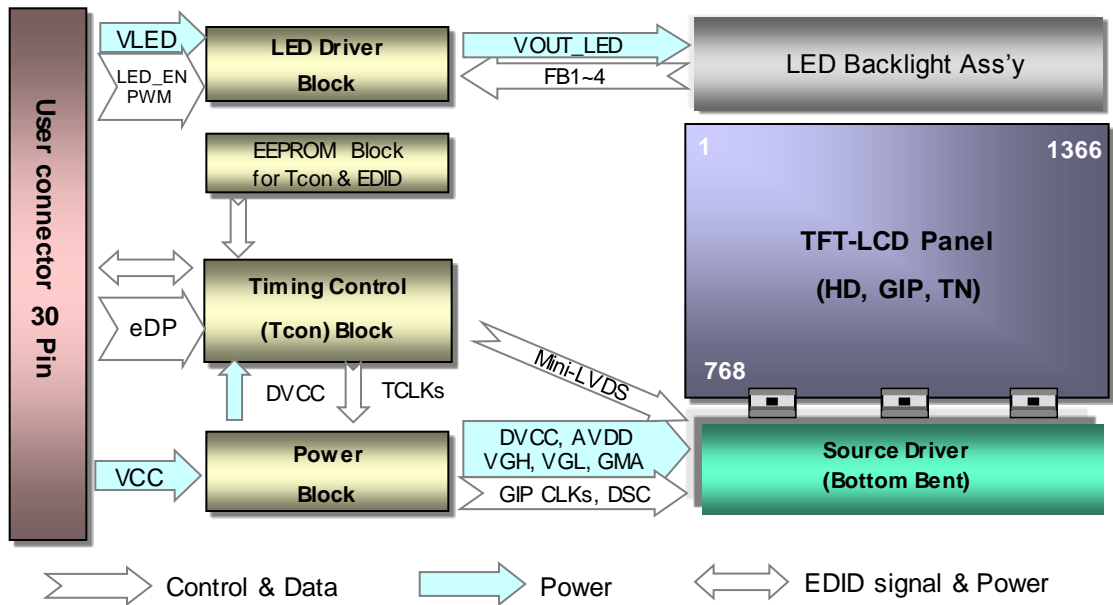 User connector 30 Pin
VLED
LED_EN
PWM
LED Driver
Block
VOUT_LED
FB1~4
LED Backlight Ass'y
EEPROM Block
for Tcon & EDID
1
1366
TFT-LCD Panel
(HD, GIP, TN)
768
eDP
Timing Control
(Tcon) Block
Mini-LVDS
DVCC
TCLKs
VCC
Power
Block
DVCC, AVDD
VGH, VGL, GMA
GIP CLKs, DSC
Source Driver
(Bottom Bent)
Control & Data
Power
EDID signal & Power